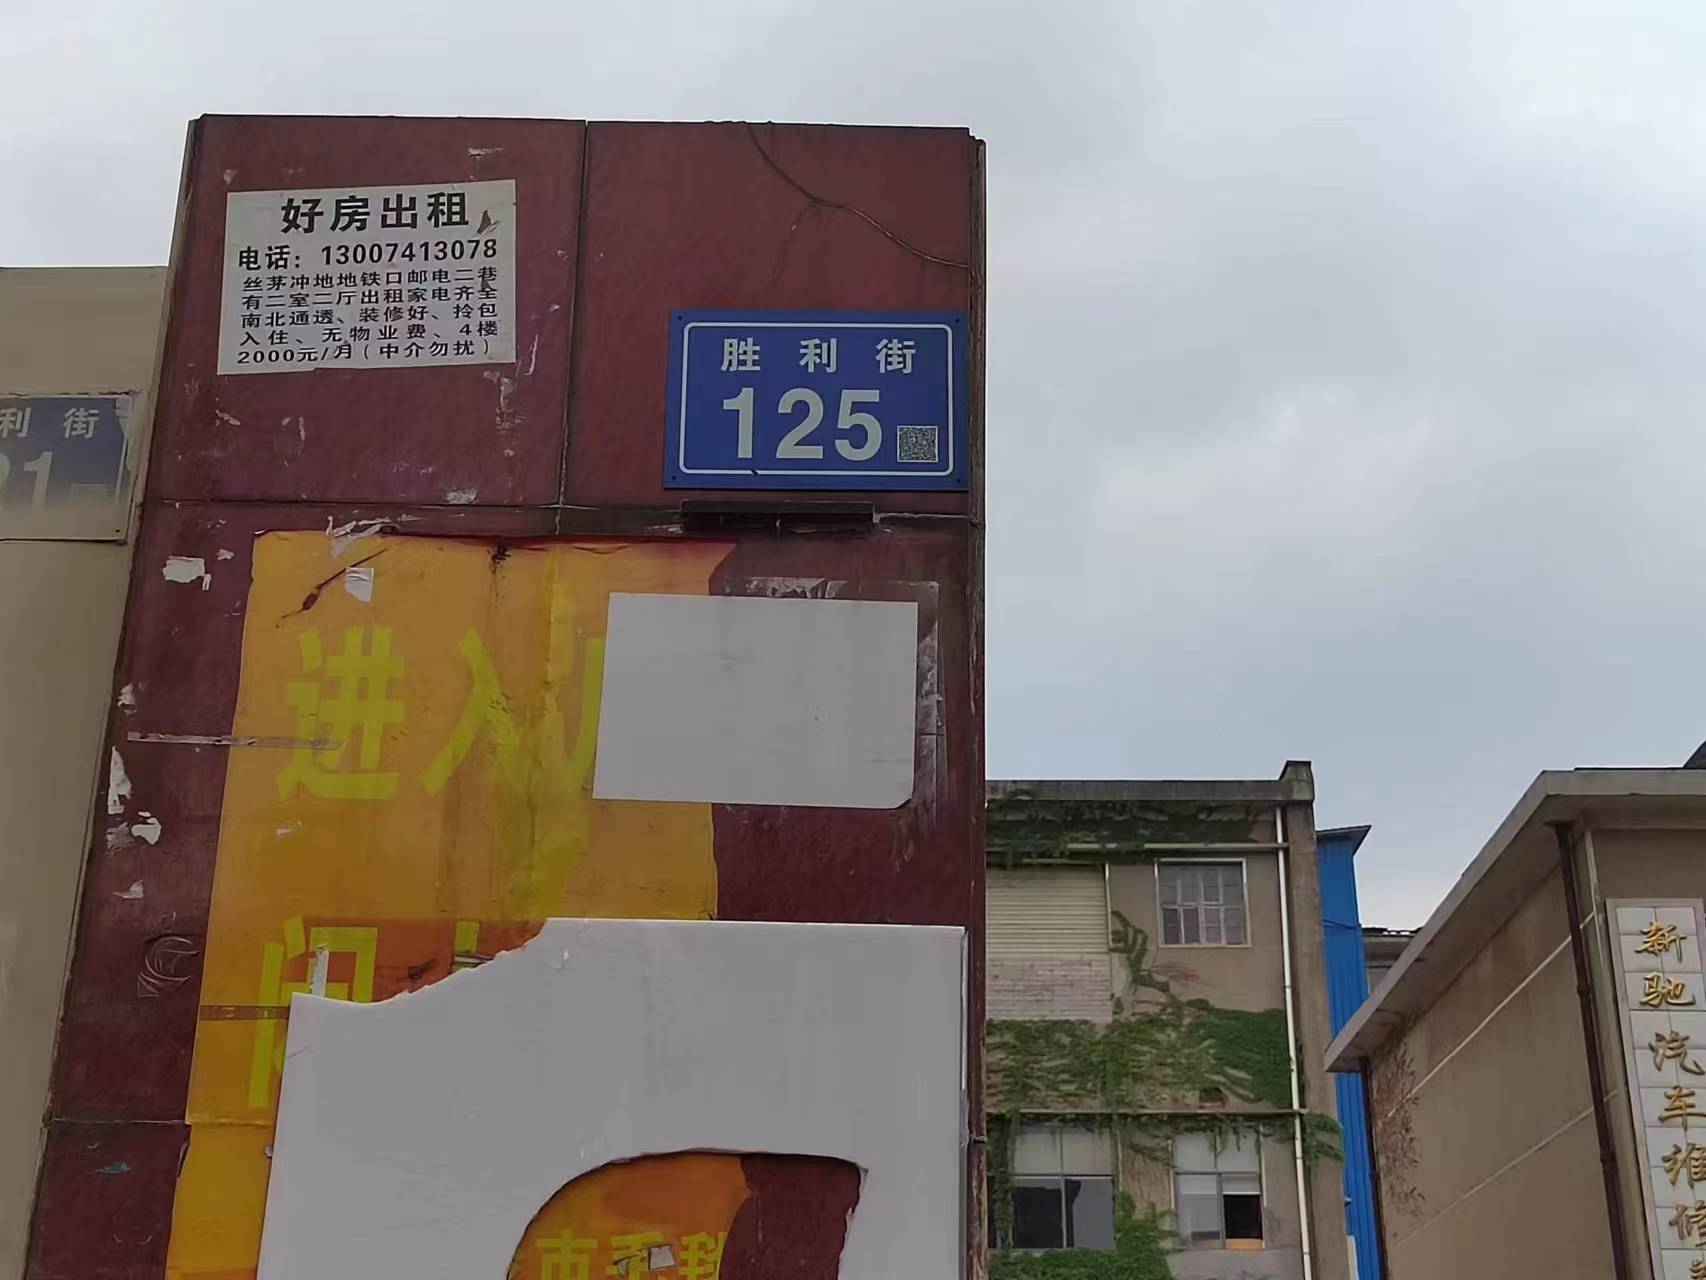 好房出租
电话：13007413078
丝茅冲地地铁口邮电二巷
有二室二厅出租家电齐全
南北通透、装修好、拎包
入住、无物业费、4楼
2000元/月（中介勿扰）
胜利街
125
利街
进入
新驰汽车维修